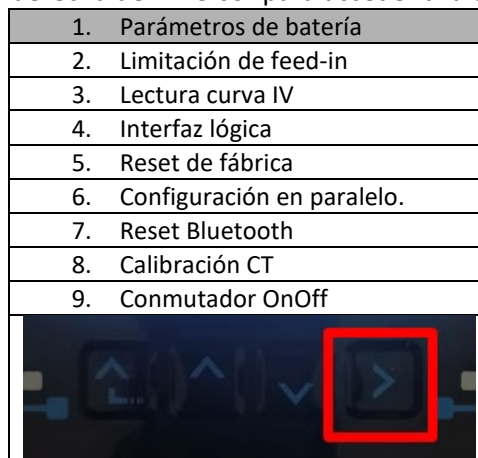 1. Parámetros de batería
2. Limitación de feed-in
3. Lectura curva IV
4. Interfaz lógica
5. Reset de fábrica
6. Configuración en paralelo.
7. Reset Bluetooth
8. Calibración CT
9. Conmutador OnOff